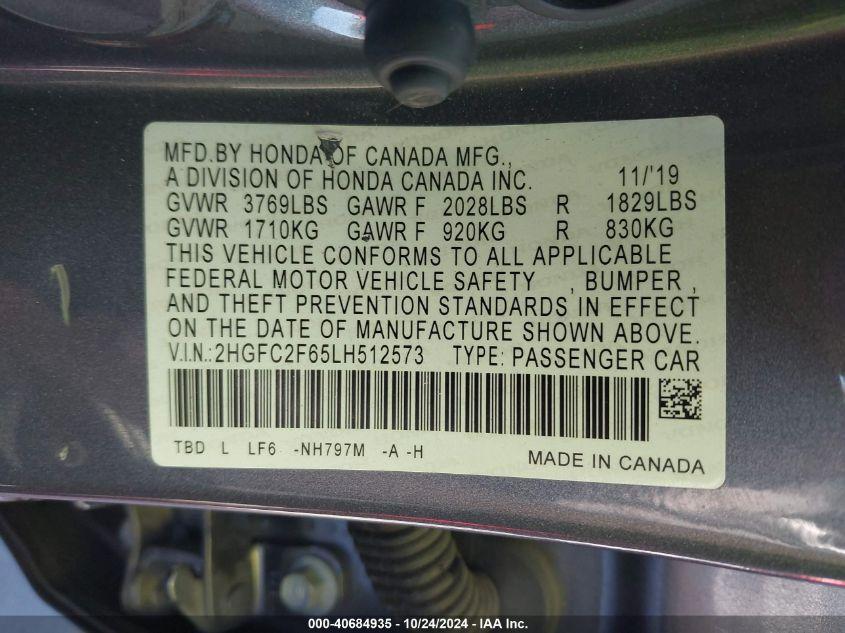 MFD.BY HONDA OF CANADA MFG.,
A DIVISION OF HONDA CANADA INC. 11/'19
GVWR 3769LBS GAWR F 2028LBS R 1829LBS
GVWR 1710KG GAWR F 920KG R 830KG
THIS VEHICLE CONFORMS TO ALL APPLICABLE
FEDERAL MOTOR VEHICLE SAFETY , BUMPER ,
AND THEFT PREVENTION STANDARDS IN EFFECT
ON THE DATE OF MANUFACTURE SHOWN ABOVE.
V.I.N.:2HGFC2F65LH512573 TYPE: PASSENGER CAR
TBD L LF6 -NH797M -A -H
MADE IN CANADA
000-40684935 - 10/24/2024 - IAA Inc.